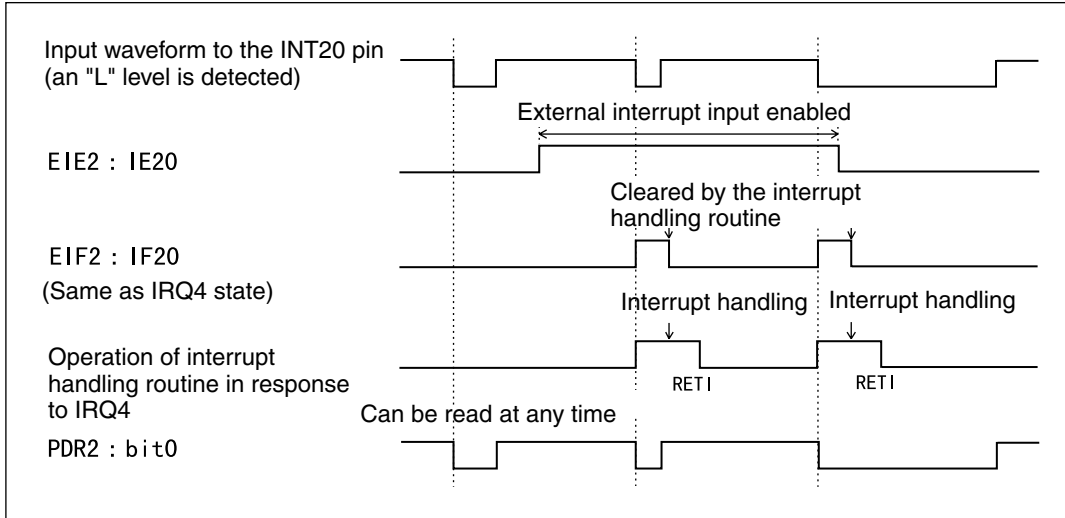 Input waveform to the INT20 pin
(an "L" level is detected)
External interrupt input enabled
EIE2 : IE20
Cleared by the interrupt
handling routine
EIF2 : IF20
(Same as IRQ4 state)
Interrupt handling
Interrupt handling
Operation of interrupt
handling routine in response
to IRQ4
RETI
RETI
Can be read at any time
PDR2 : bit0